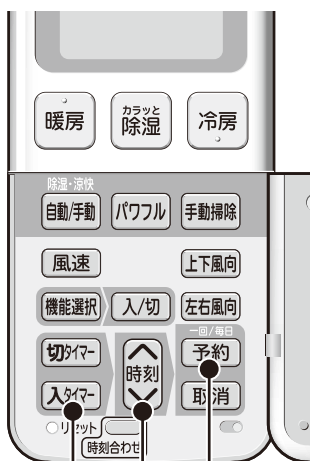 暖房
カラッと
除湿
冷房
除湿・涼快
自動/手動
パワフル
手動掃除
風速
上下風向
機能選択
入/切
左右風向
一回/毎日
切タイマー
時刻
予約
入タイマー
取消
リセット
時刻合わせ